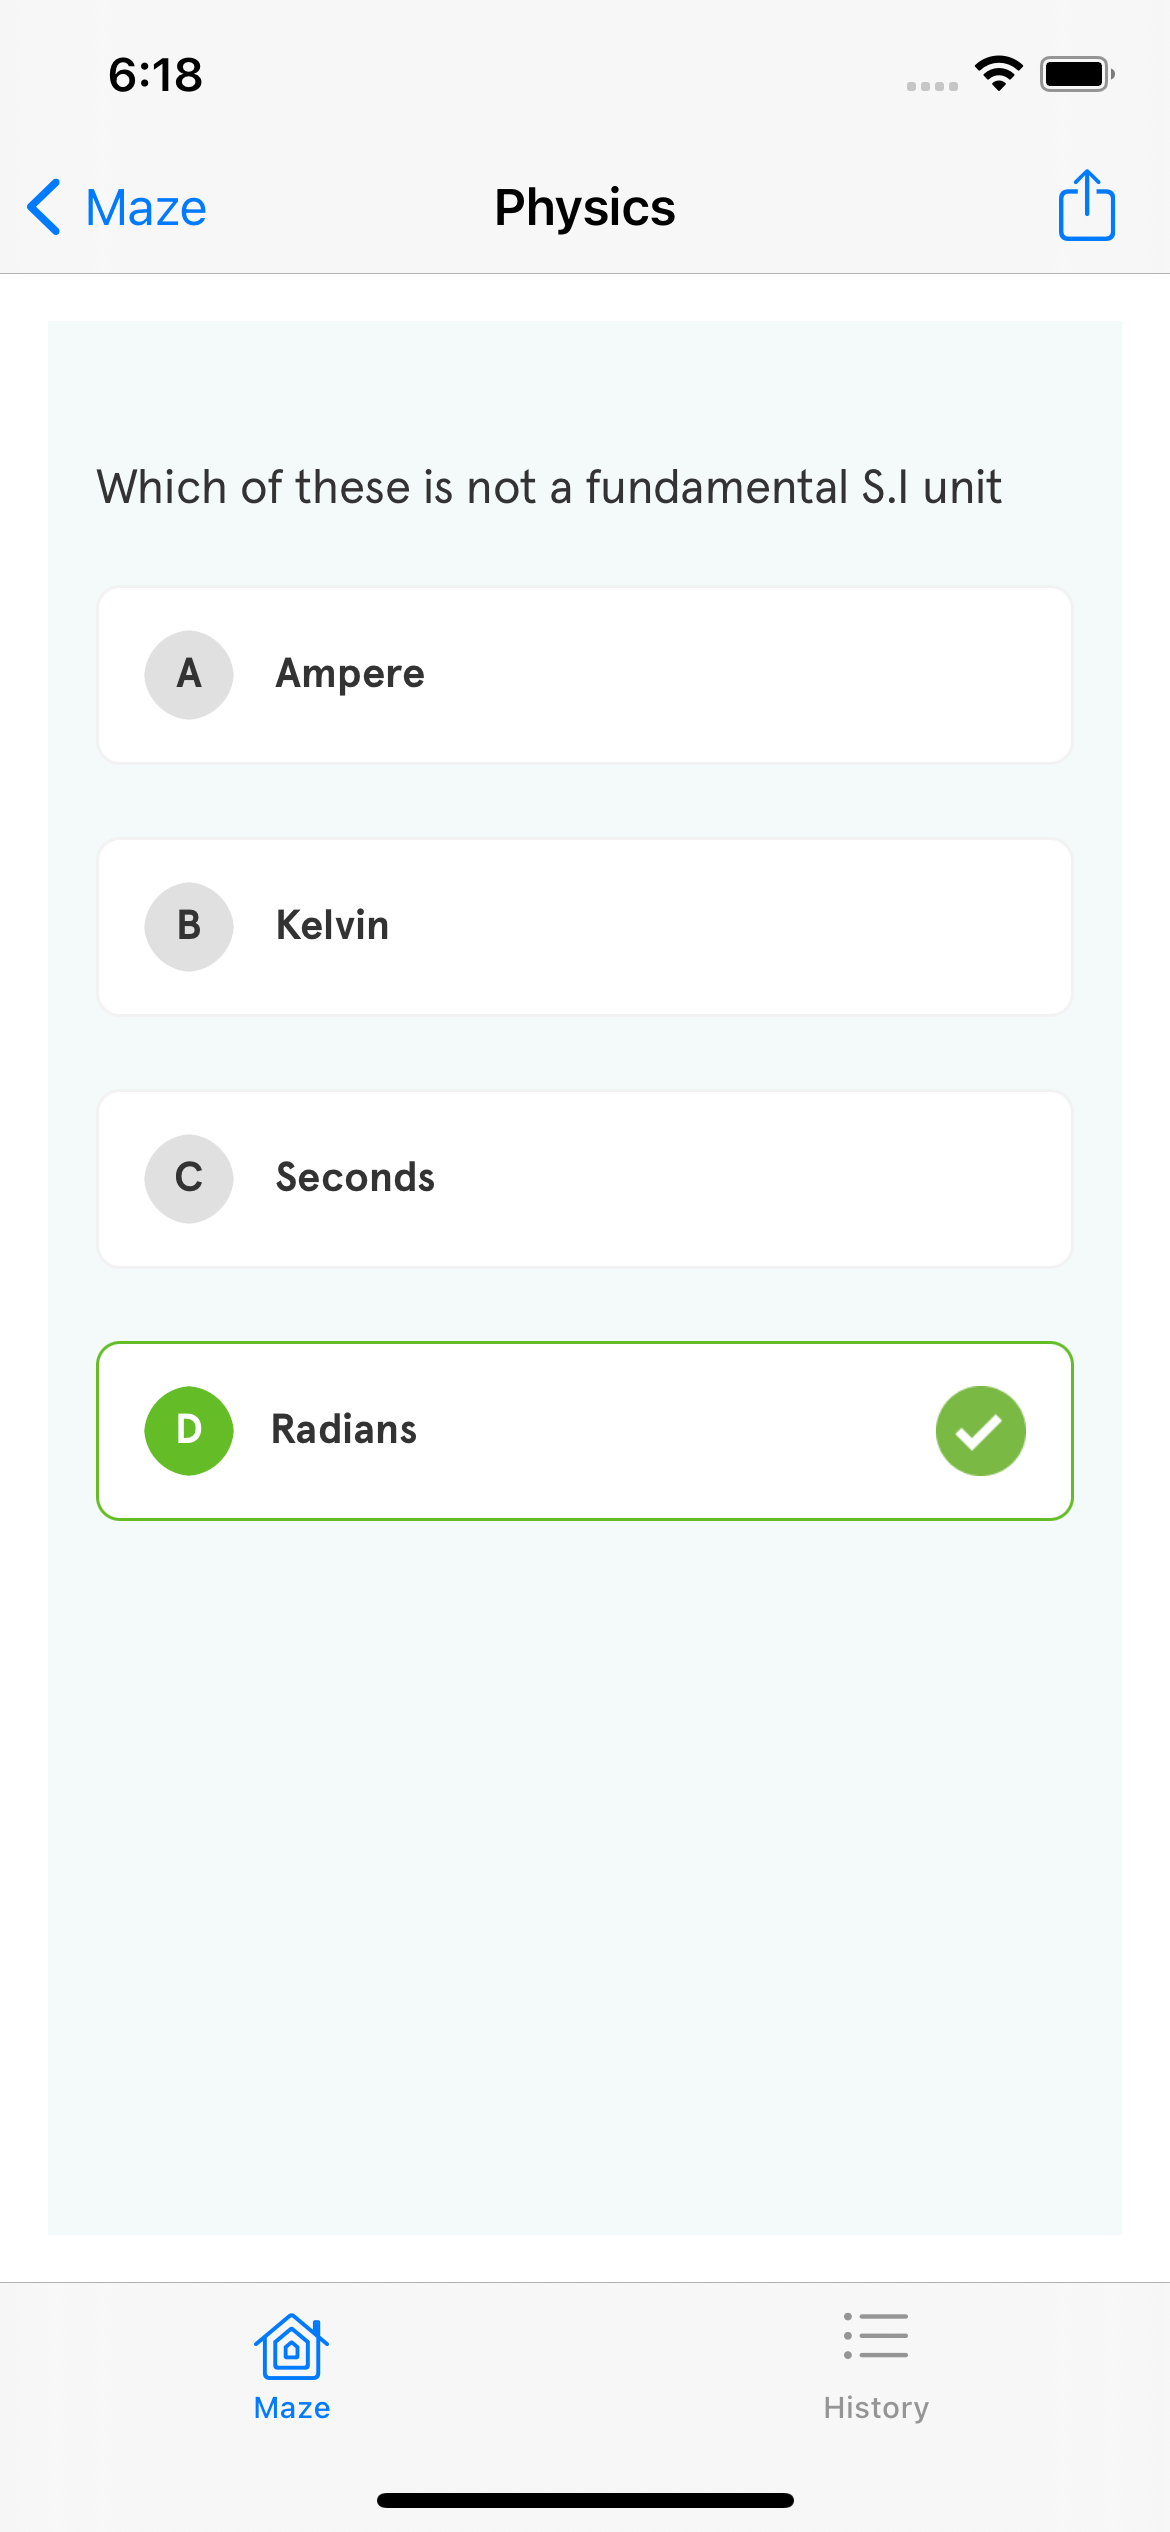 6:18
Maze
Physics
Which of these is not a fundamental S.I unit
A Ampere
B Kelvin
C Seconds
D Radians
Maze
History